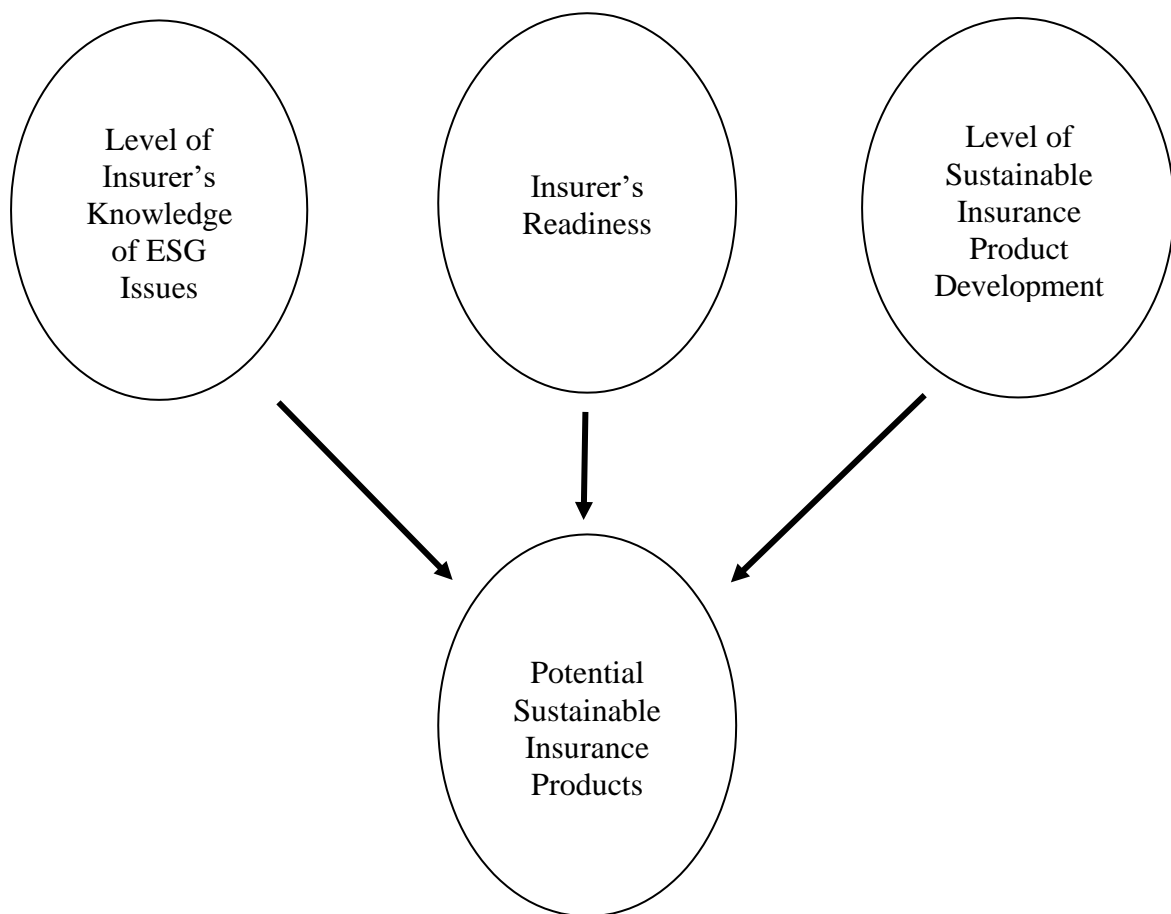 Level of
Insurer’s
Knowledge
of ESG
Issues
Insurer’s
Readiness
Level of
Sustainable
Insurance
Product
Development
Potential
Sustainable
Insurance
Products